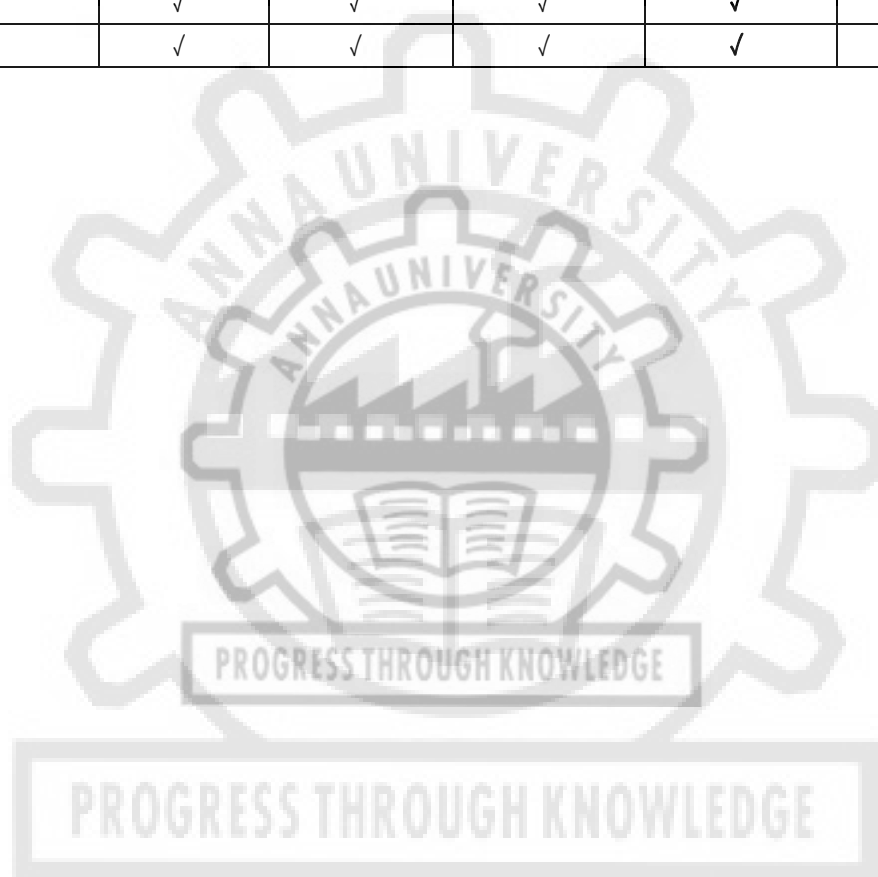 √ √ √ √
√ √ √ √
ANNA UNIVERSITY
ANNA UNIVERSITY
PROGRESS THROUGH KNOWLEDGE
PROGRESS THROUGH KNOWLEDGE